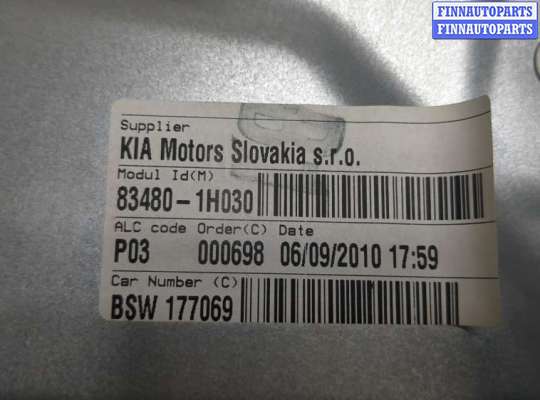 FINNAUTOPARTS
FINNAUTOPARTS
Supplier
KIA Motors Slovakia s.r.o.
Modul Id(M)
83480-1H030
ALC code Order(C) Date
P03 000698 06/09/2010 17:59
Car Number (C)
BSW 177069